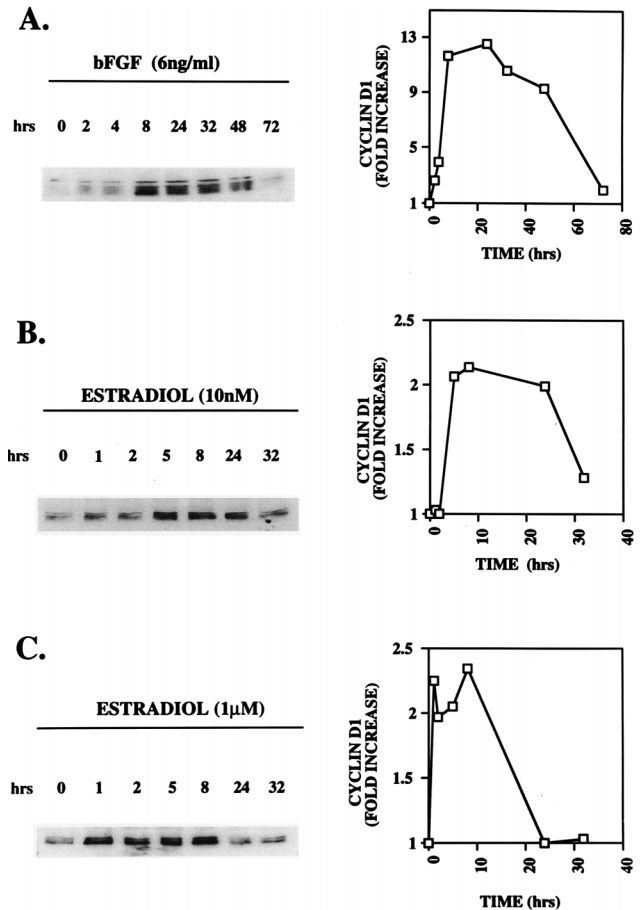 A.
bFGF (6ng/ml)
hrs 0 2 4 8 24 32 48 72
CYCLIN D1
(FOLD INCREASE)
13
9
5
1
0 20 40 60 80
TIME (hrs)
B.
ESTRADIOL (10nM)
hrs 0 1 2 5 8 24 32
CYCLIN D1
(FOLD INCREASE)
2.5
2
1.5
1
0 10 20 30 40
TIME (hrs)
C.
ESTRADIOL (1μM)
hrs 0 1 2 5 8 24 32
CYCLIN D1
(FOLD INCREASE)
2.5
2
1.5
1
0 10 20 30 40
TIME (hrs)